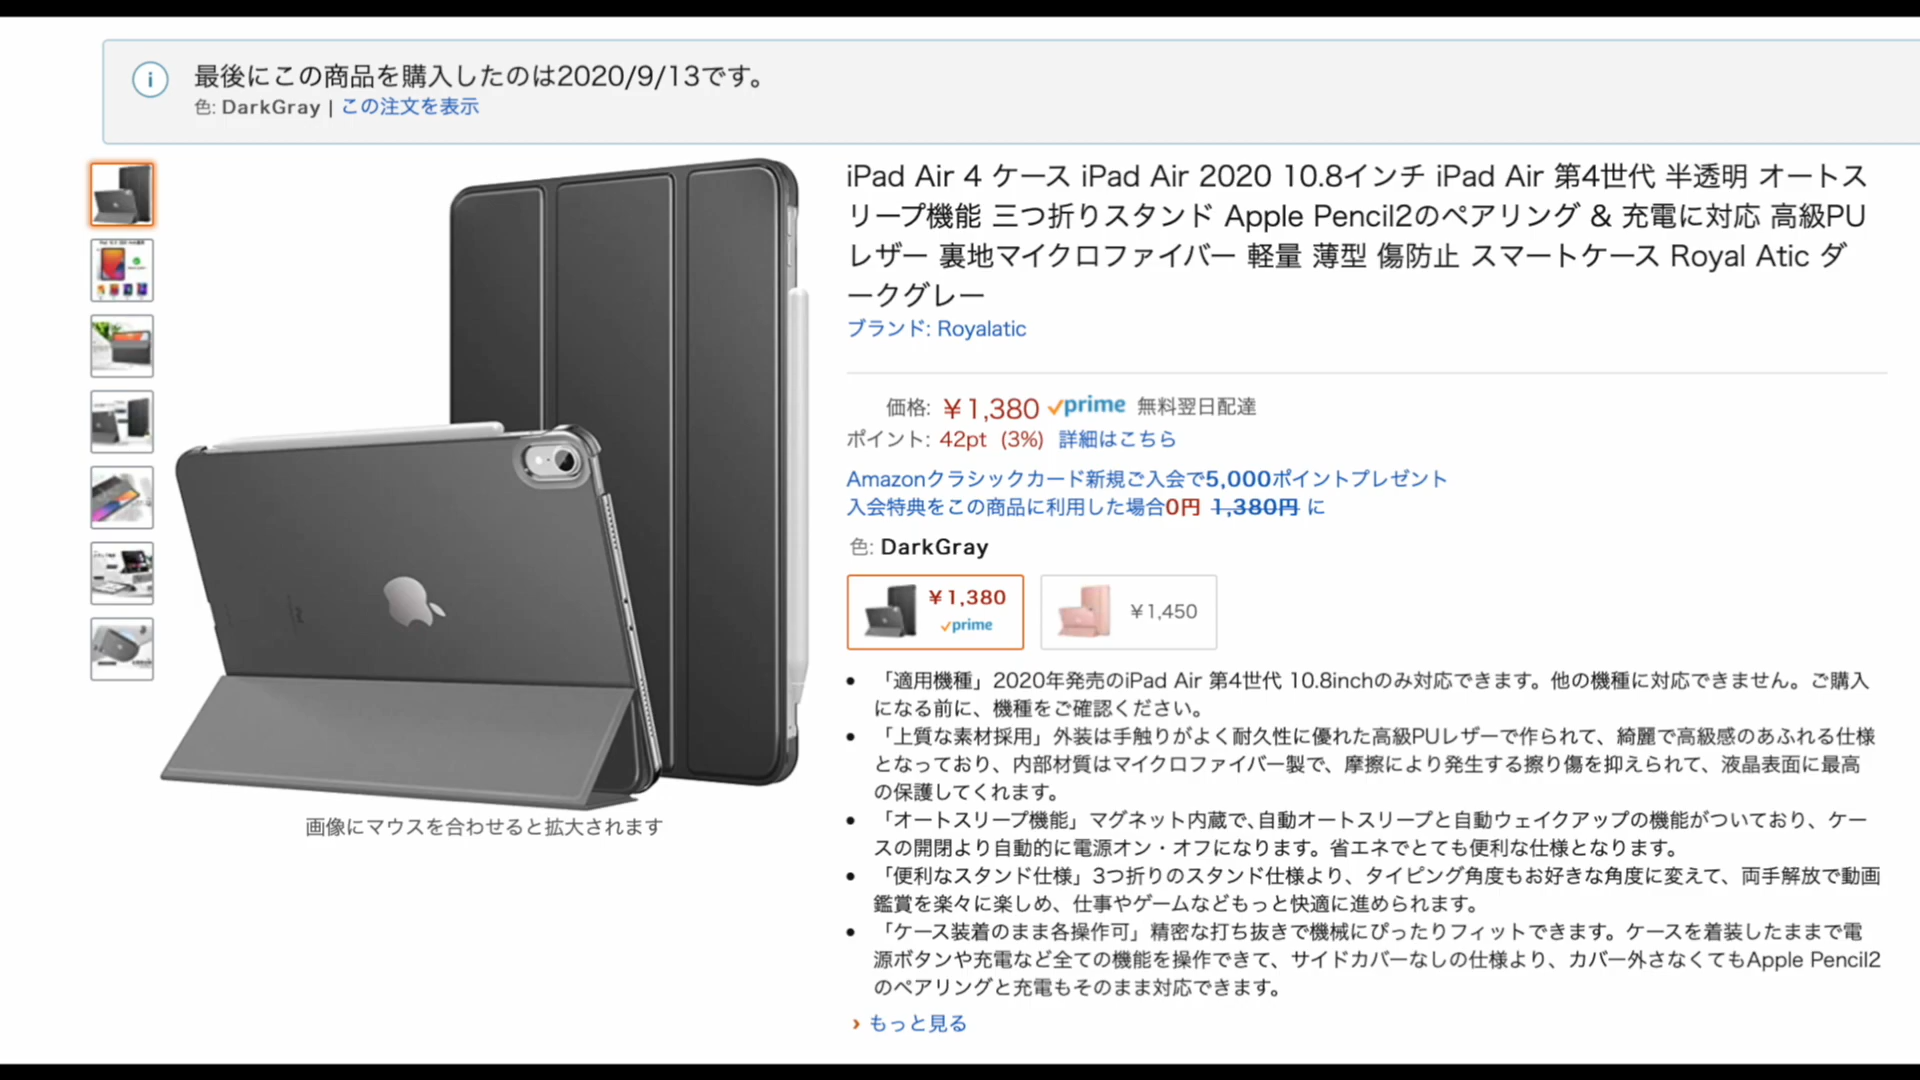 最後にこの商品を購入したのは2020/9/13です。
色: DarkGray | この注文を表示
iPad Air 4 ケース iPad Air 2020 10.8インチ iPad Air 第4世代 半透明 オートス
リープ機能 三つ折りスタンド Apple Pencil2のペアリング & 充電に対応 高級PU
レザー 裏地マイクロファイバー 軽量 薄型 傷防止 スマートケース Royal Atic ダ
ークグレー
ブランド: Royalatic
価格: ￥1,380 prime 無料翌日配達
ポイント: 42pt (3%) 詳細はこちら
Amazonクラシックカード新規ご入会で5,000ポイントプレゼント
入会特典をこの商品に利用した場合0円 1,380円 に
色: DarkGray
￥1,380
prime
￥1,450
• 「適用機種」2020年発売のiPad Air 第4世代 10.8inchのみ対応できます。他の機種に対応できません。ご購入
になる前に、機種をご確認ください。
• 「上質な素材採用」外装は手触りがよく耐久性に優れた高級PUレザーで作られて、綺麗で高級感のあふれる仕様
となっており、内部材質はマイクロファイバー製で、摩擦により発生する擦り傷を抑えられて、液晶表面に最高
の保護してくれます。
• 「オートスリープ機能」マグネット内蔵で、自動オートスリープと自動ウェイクアップの機能がついており、ケー
スの開閉より自動的に電源オン・オフになります。省エネでとても便利な仕様となります。
• 「便利なスタンド仕様」3つ折りのスタンド仕様より、タイピング角度もお好きな角度に変えて、両手解放で動画
鑑賞を楽々に楽しめ、仕事やゲームなどもっと快適に進められます。
• 「ケース装着のまま各操作可」精密な打ち抜きで機械にぴったりフィットできます。ケースを着装したままで電
源ボタンや充電など全ての機能を操作できて、サイドカバーなしの仕様より、カバー外さなくてもApple Pencil2
のペアリングと充電もそのまま対応できます。
› もっと見る
画像にマウスを合わせると拡大されます